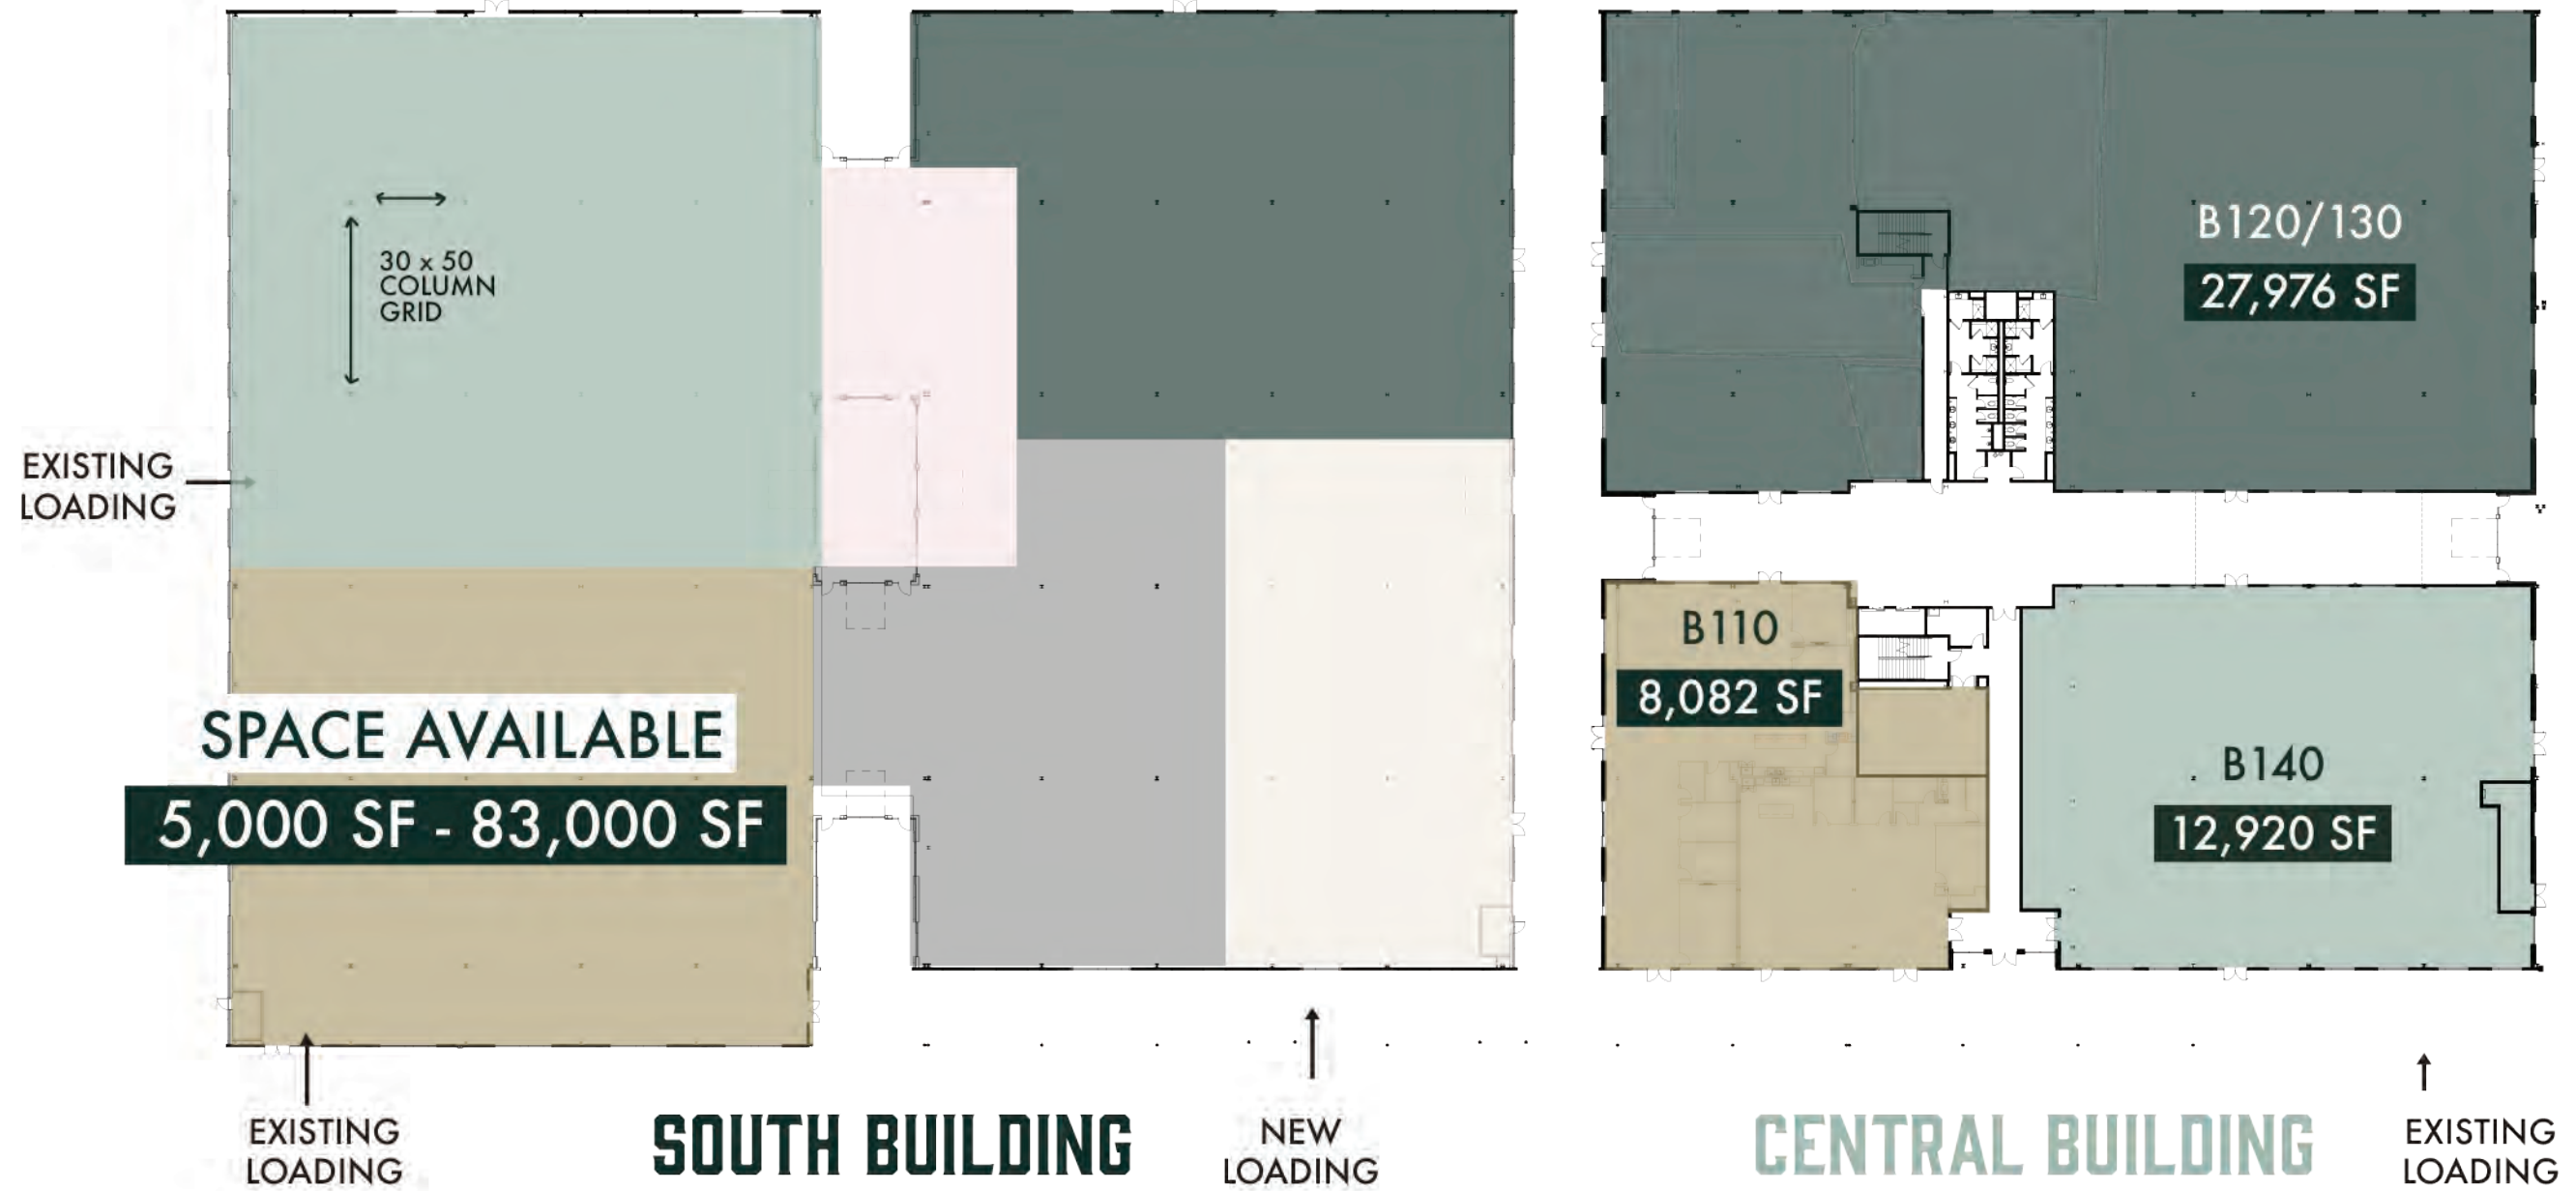 30 x 50
COLUMN
GRID
EXISTING
LOADING
SPACE AVAILABLE
5,000 SF - 83,000 SF
EXISTING
LOADING
SOUTH BUILDING
NEW
LOADING
B120/130
27,976 SF
B110
8,082 SF
B140
12,920 SF
CENTRAL BUILDING
EXISTING
LOADING